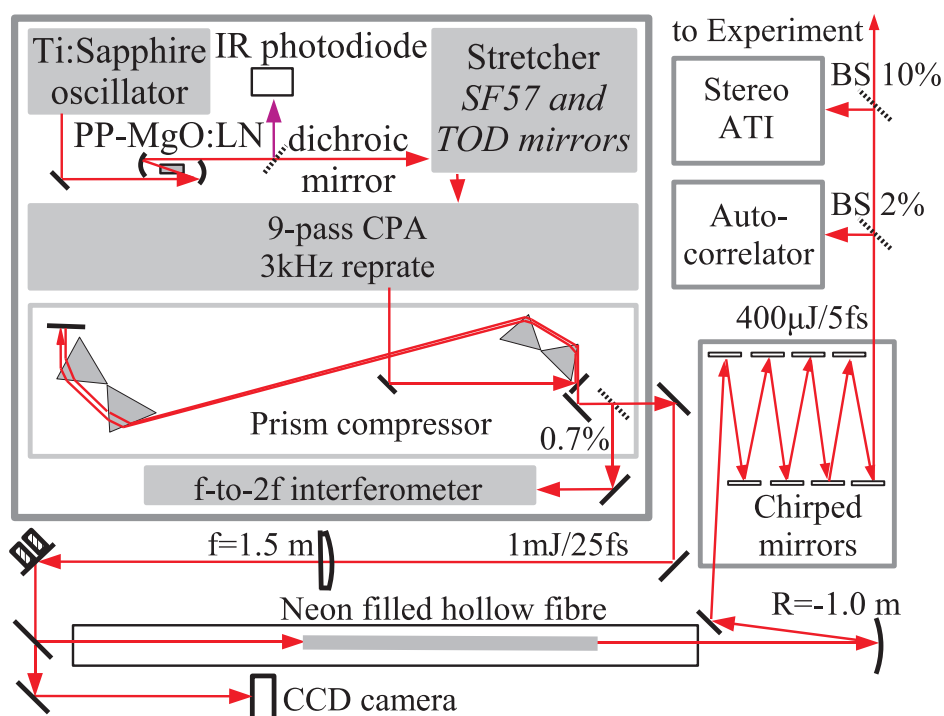 Ti:Sapphire
oscillator
IR photodiode
Stretcher
SF57 and
TOD mirrors
PP-MgO:LN
dichroic
mirror
9-pass CPA
3kHz reprate
Prism compressor
0.7%
f-to-2f interferometer
to Experiment
BS 10%
Stereo
ATI
BS 2%
Auto-
correlator
400µJ/5fs
Chirped
mirrors
f=1.5 m
1mJ/25fs
Neon filled hollow fibre
R=-1.0 m
CCD camera